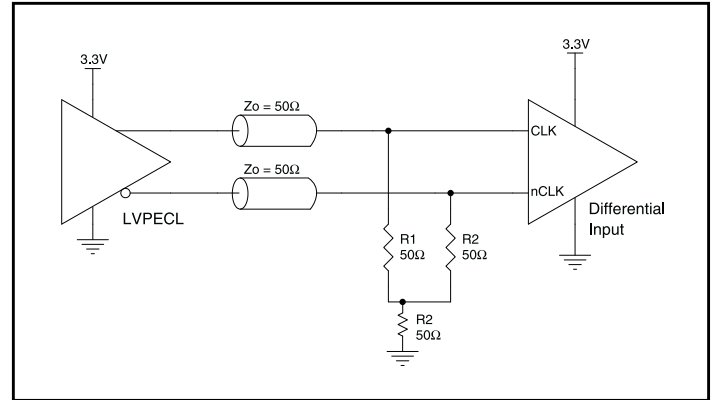 3.3V
3.3V
Zo = 50Ω
CLK
Zo = 50Ω
nCLK
LVPECL
Differential
Input
R1
50Ω
R2
50Ω
R2
50Ω